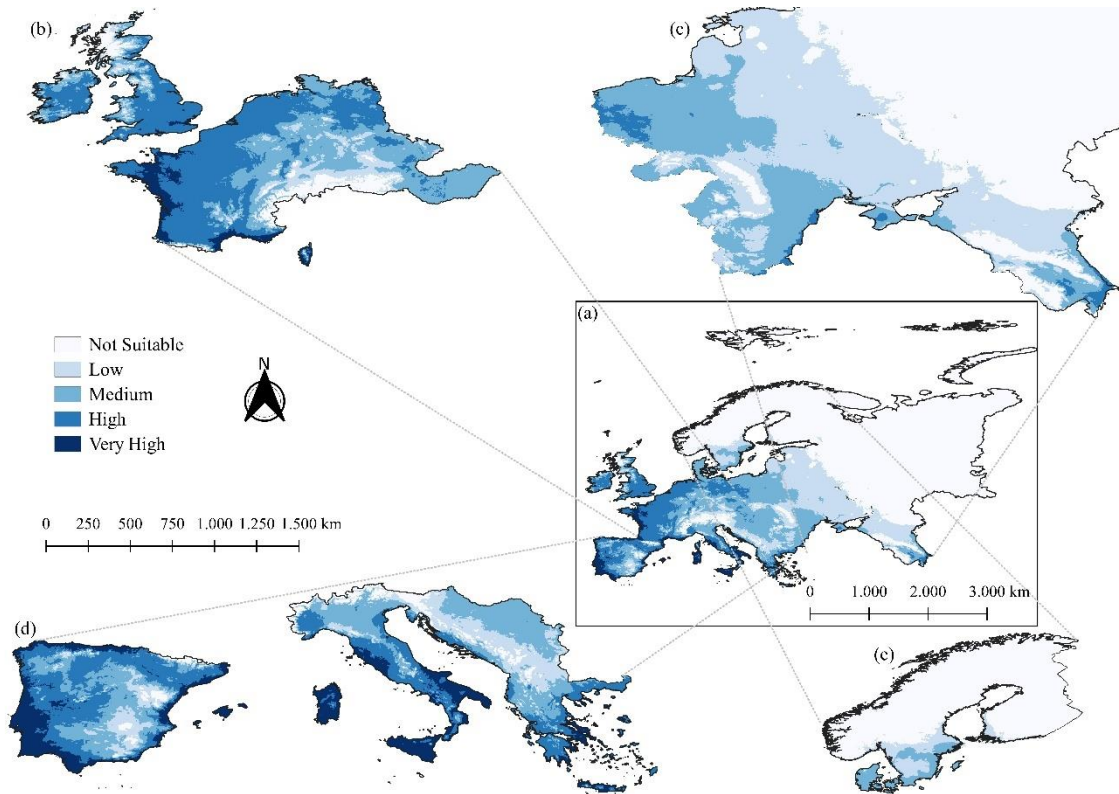 (b)
(c)
(a)
Not Suitable
Low
Medium
High
Very High
N
0 250 500 750 1.000 1.250 1.500 km
0 1.000 2.000 3.000 km
(d)
(c)